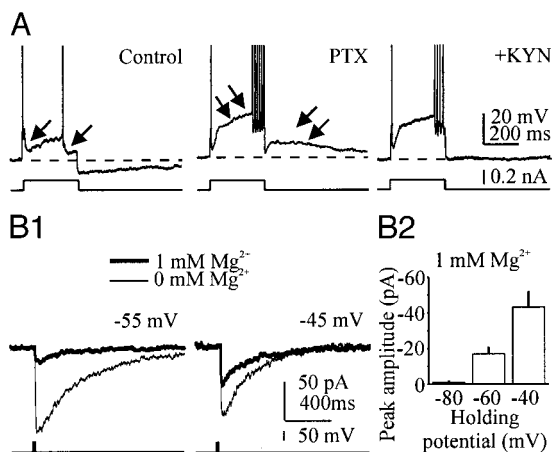 A
Control
PTX
+KYN
20 mV
200 ms
0.2 nA
B1
1 mM Mg²⁻
0 mM Mg²⁺
-55 mV
-45 mV
50 pA
400ms
50 mV
B2
1 mM Mg²⁺
Peak amplitude (pA)
-60
-40
-20
0
-80 -60 -40
Holding
potential (mV)